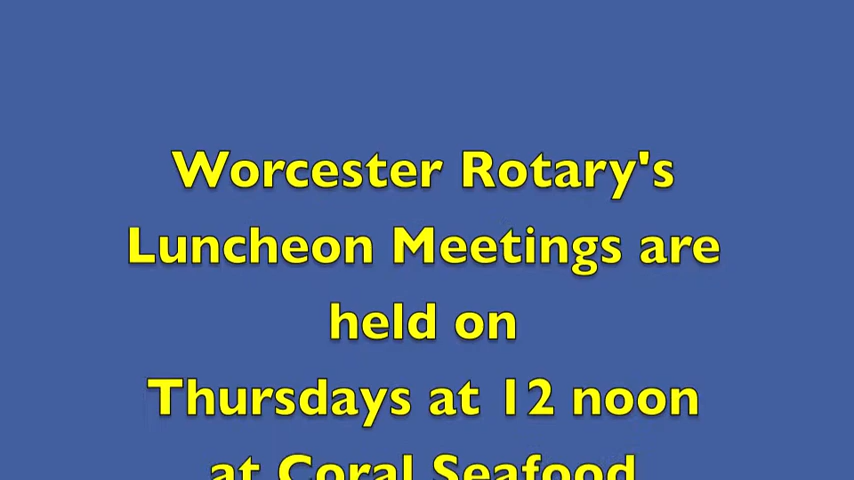 Worcester Rotary's
Luncheon Meetings are
held on
Thursdays at 12 noon
at Coral Seafood